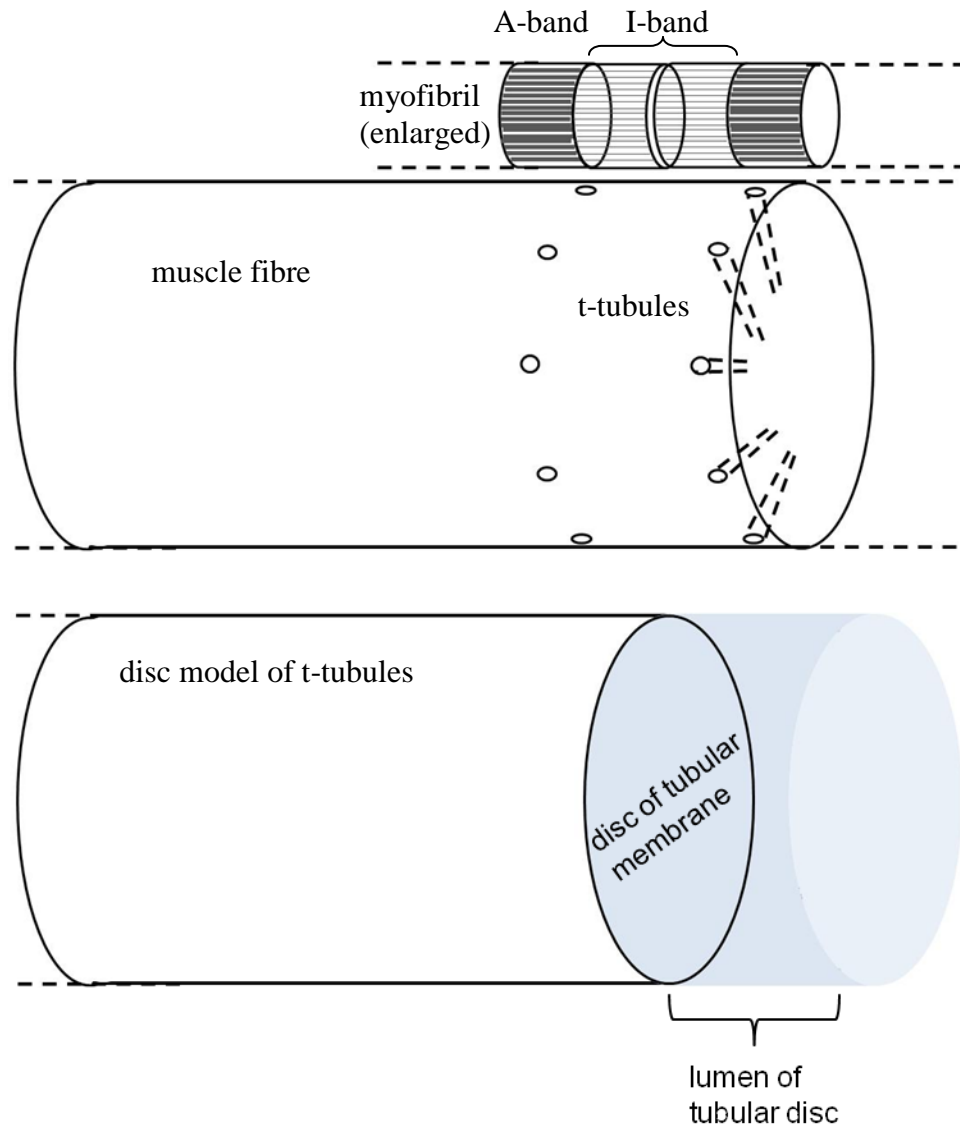 A-band I-band
myofibril
(enlarged)
muscle fibre
t-tubules
disc model of t-tubules
disc of tubular
membrane
lumen of
tubular disc